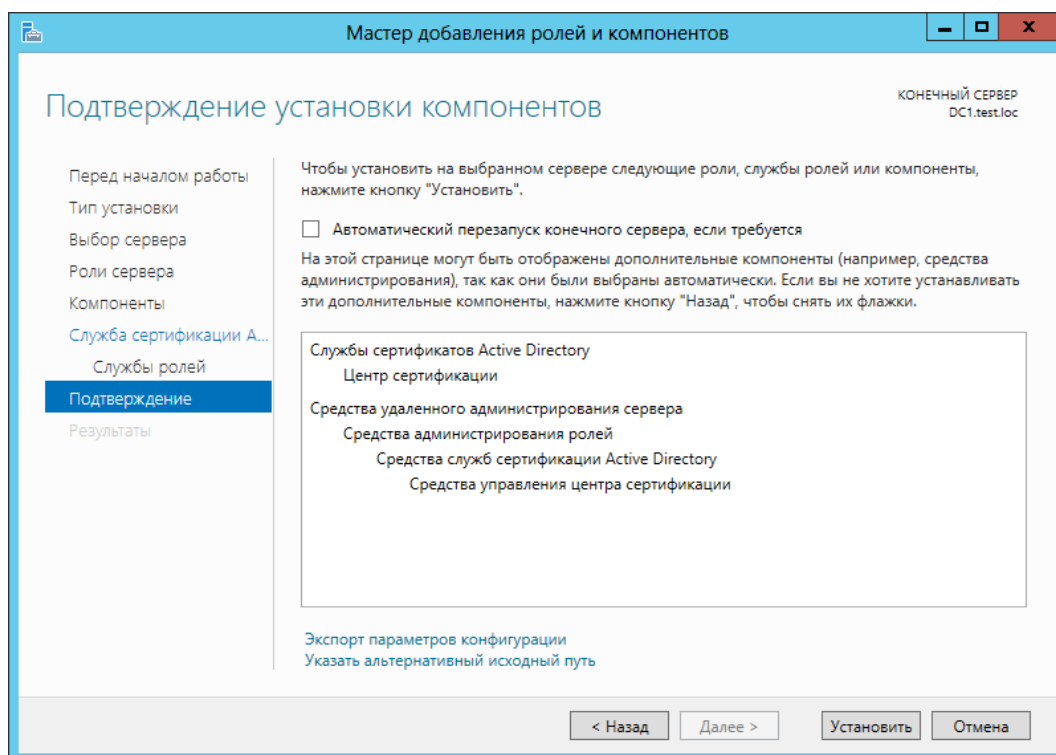 Мастер добавления ролей и компонентов
Подтверждение установки компонентов
КОНЕЧНЫЙ СЕРВЕР
DC1.test.loc
Перед началом работы
Тип установки
Выбор сервера
Роли сервера
Компоненты
Служба сертификации A...
Службы ролей
Подтверждение
Результаты
Чтобы установить на выбранном сервере следующие роли, службы ролей или компоненты,
нажмите кнопку "Установить".
Автоматический перезапуск конечного сервера, если требуется
На этой странице могут быть отображены дополнительные компоненты (например, средства
администрирования), так как они были выбраны автоматически. Если вы не хотите устанавливать
эти дополнительные компоненты, нажмите кнопку "Назад", чтобы снять их флажки.
Службы сертификатов Active Directory
Центр сертификации
Средства удаленного администрирования сервера
Средства администрирования ролей
Средства служб сертификации Active Directory
Средства управления центра сертификации
Экспорт параметров конфигурации
Указать альтернативный исходный путь
< Назад
Далее >
Установить
Отмена